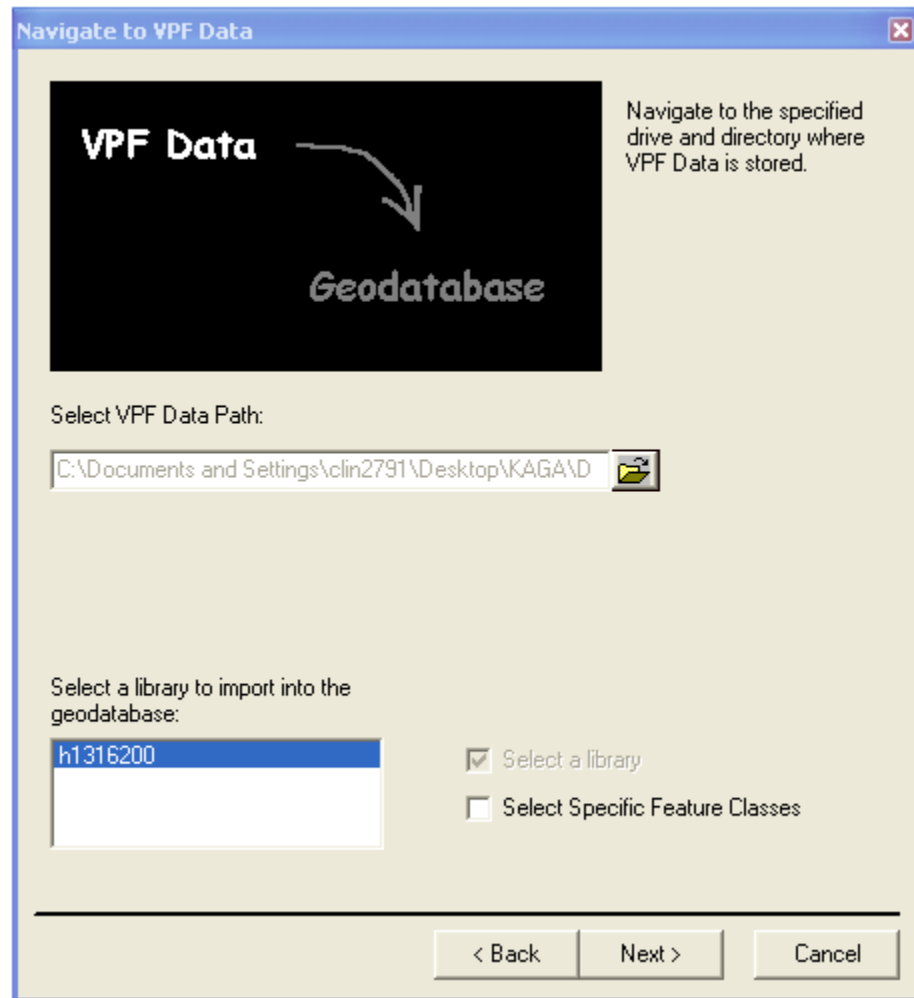 Navigate to VPF Data
VPF Data
Geodatabase
Navigate to the specified
drive and directory where
VPF Data is stored.
Select VPF Data Path:
C:\Documents and Settings\clin2791\Desktop\KAGA\D
Select a library to import into the
geodatabase:
h1316200
Select a library
Select Specific Feature Classes
< Back
Next >
Cancel